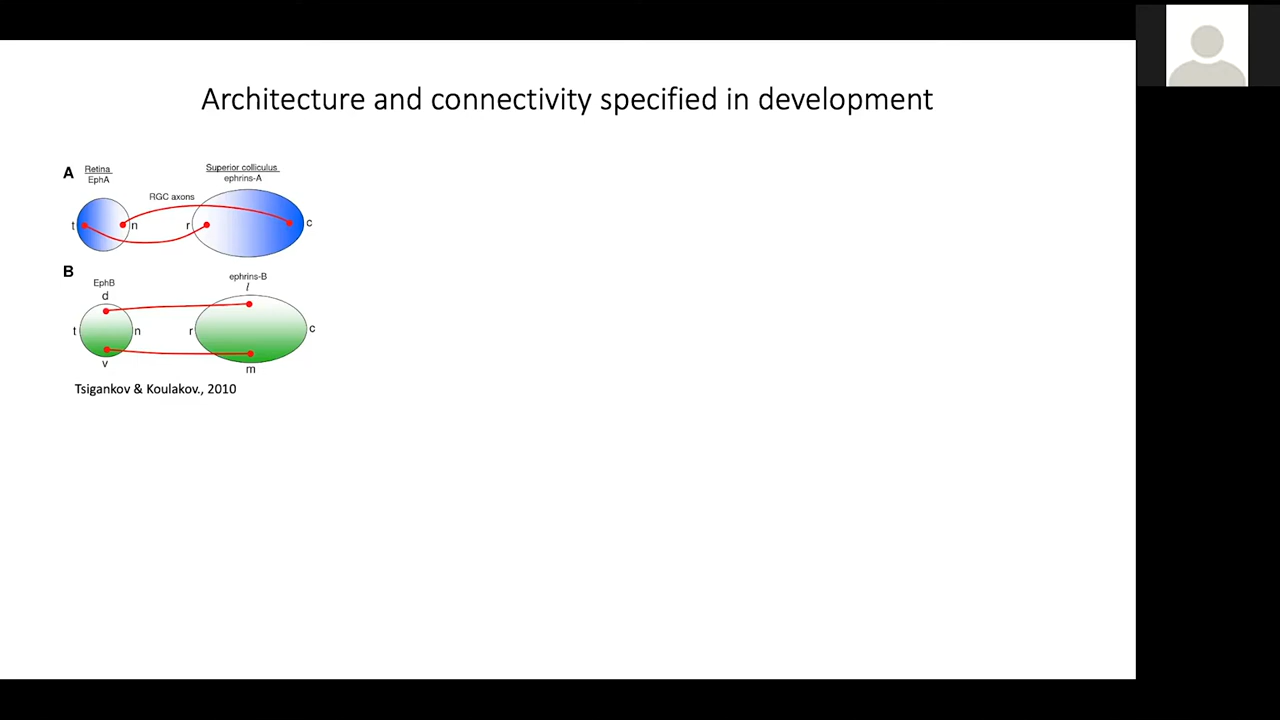 Architecture and connectivity specified in development
A
Retina
EphA
Superior colliculus
ephrins-A
RGC axons
t
n
r
c
B
EphB
d
ephrins-B
l
t
n
r
c
v
m
Tsigankov & Koulakov., 2010